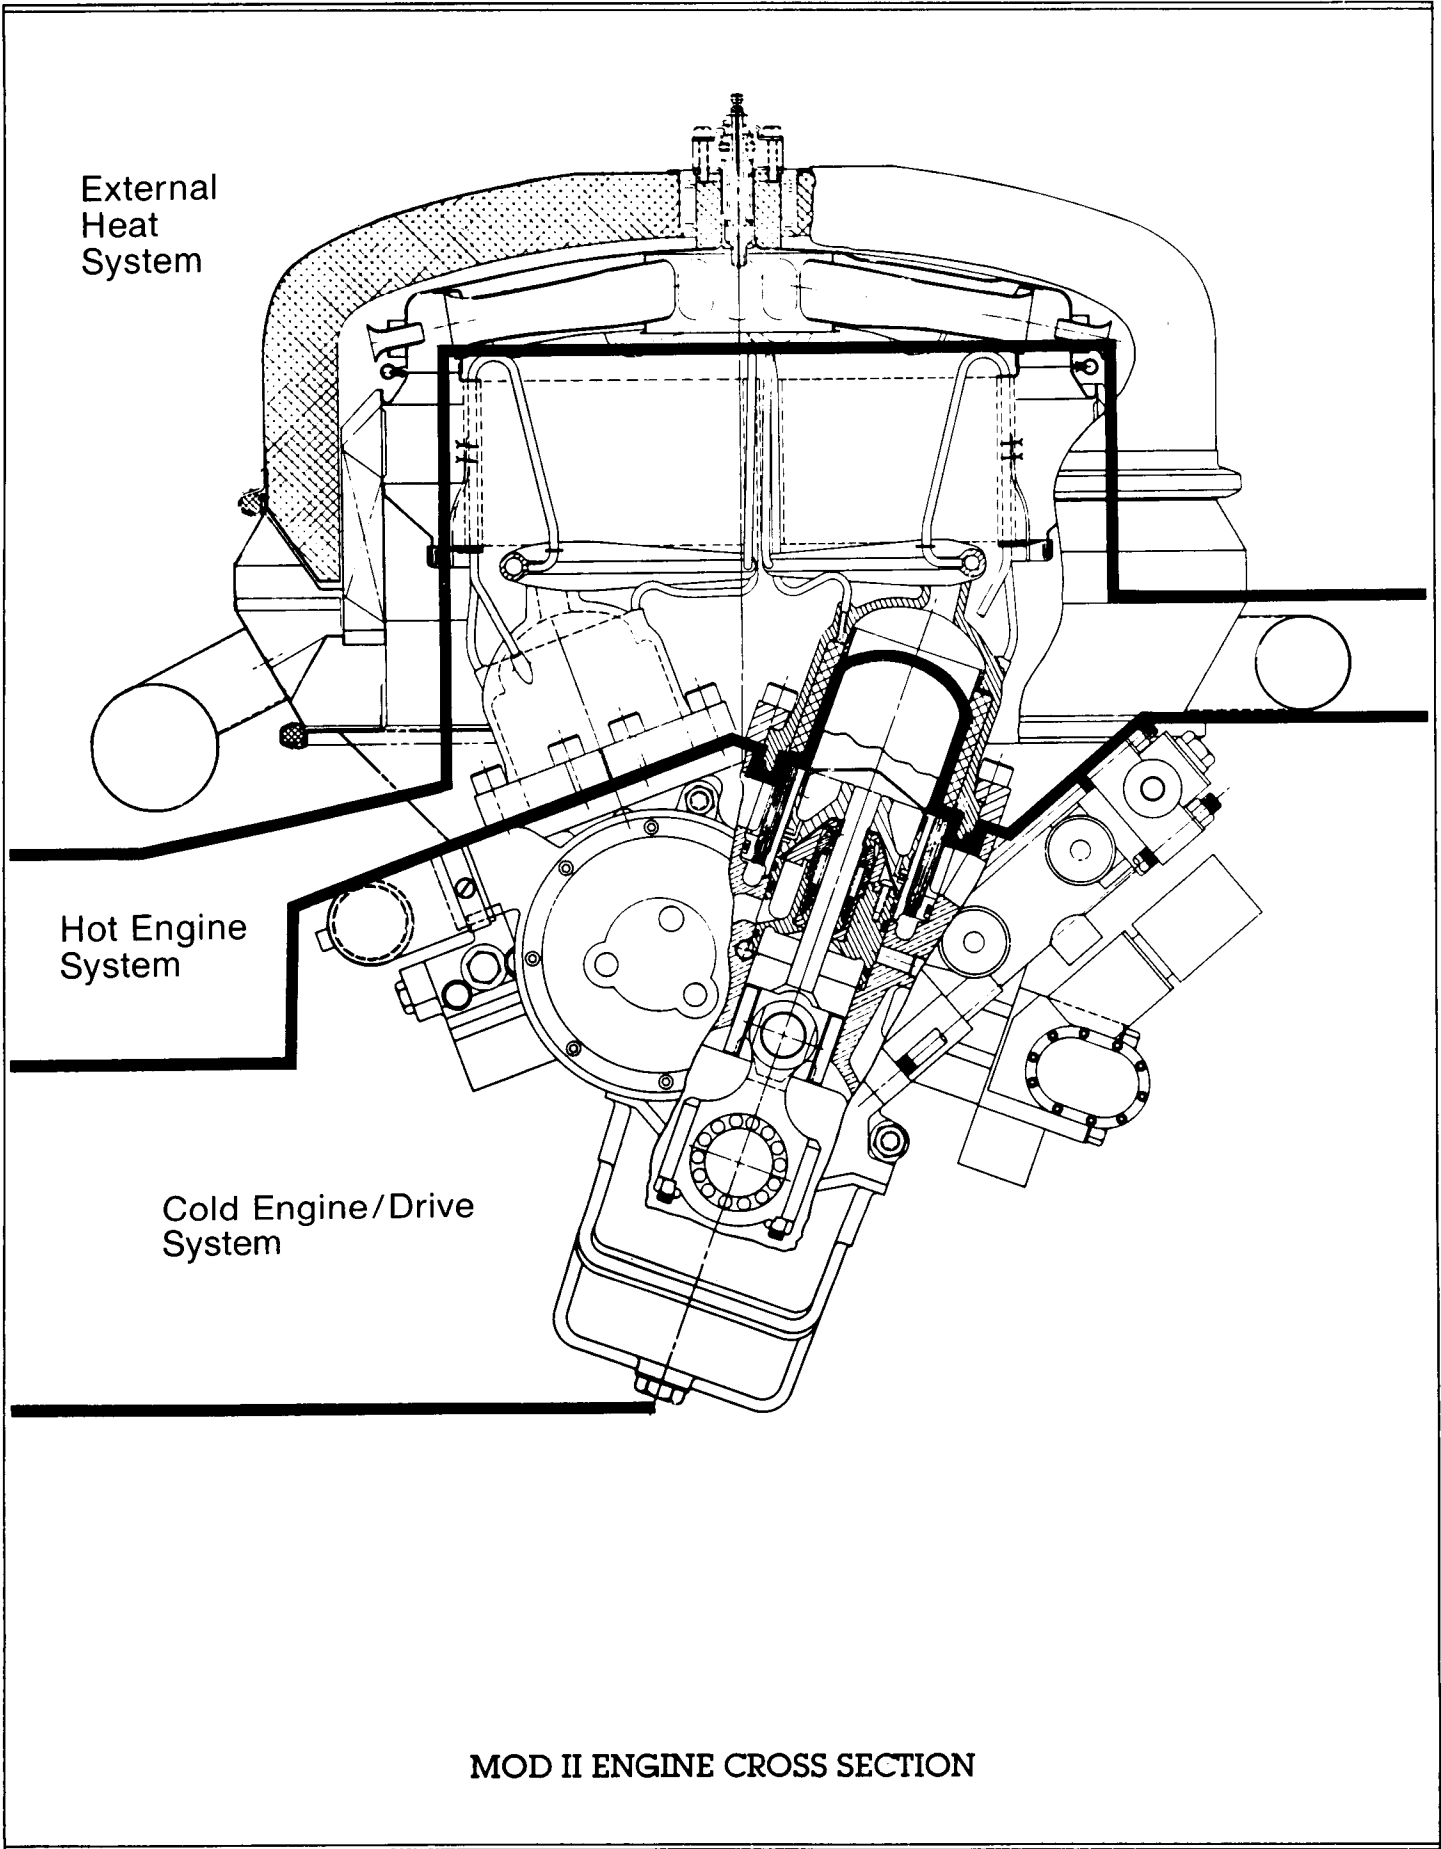 External
Heat
System
Hot Engine
System
Cold Engine/Drive
System
MOD II ENGINE CROSS SECTION